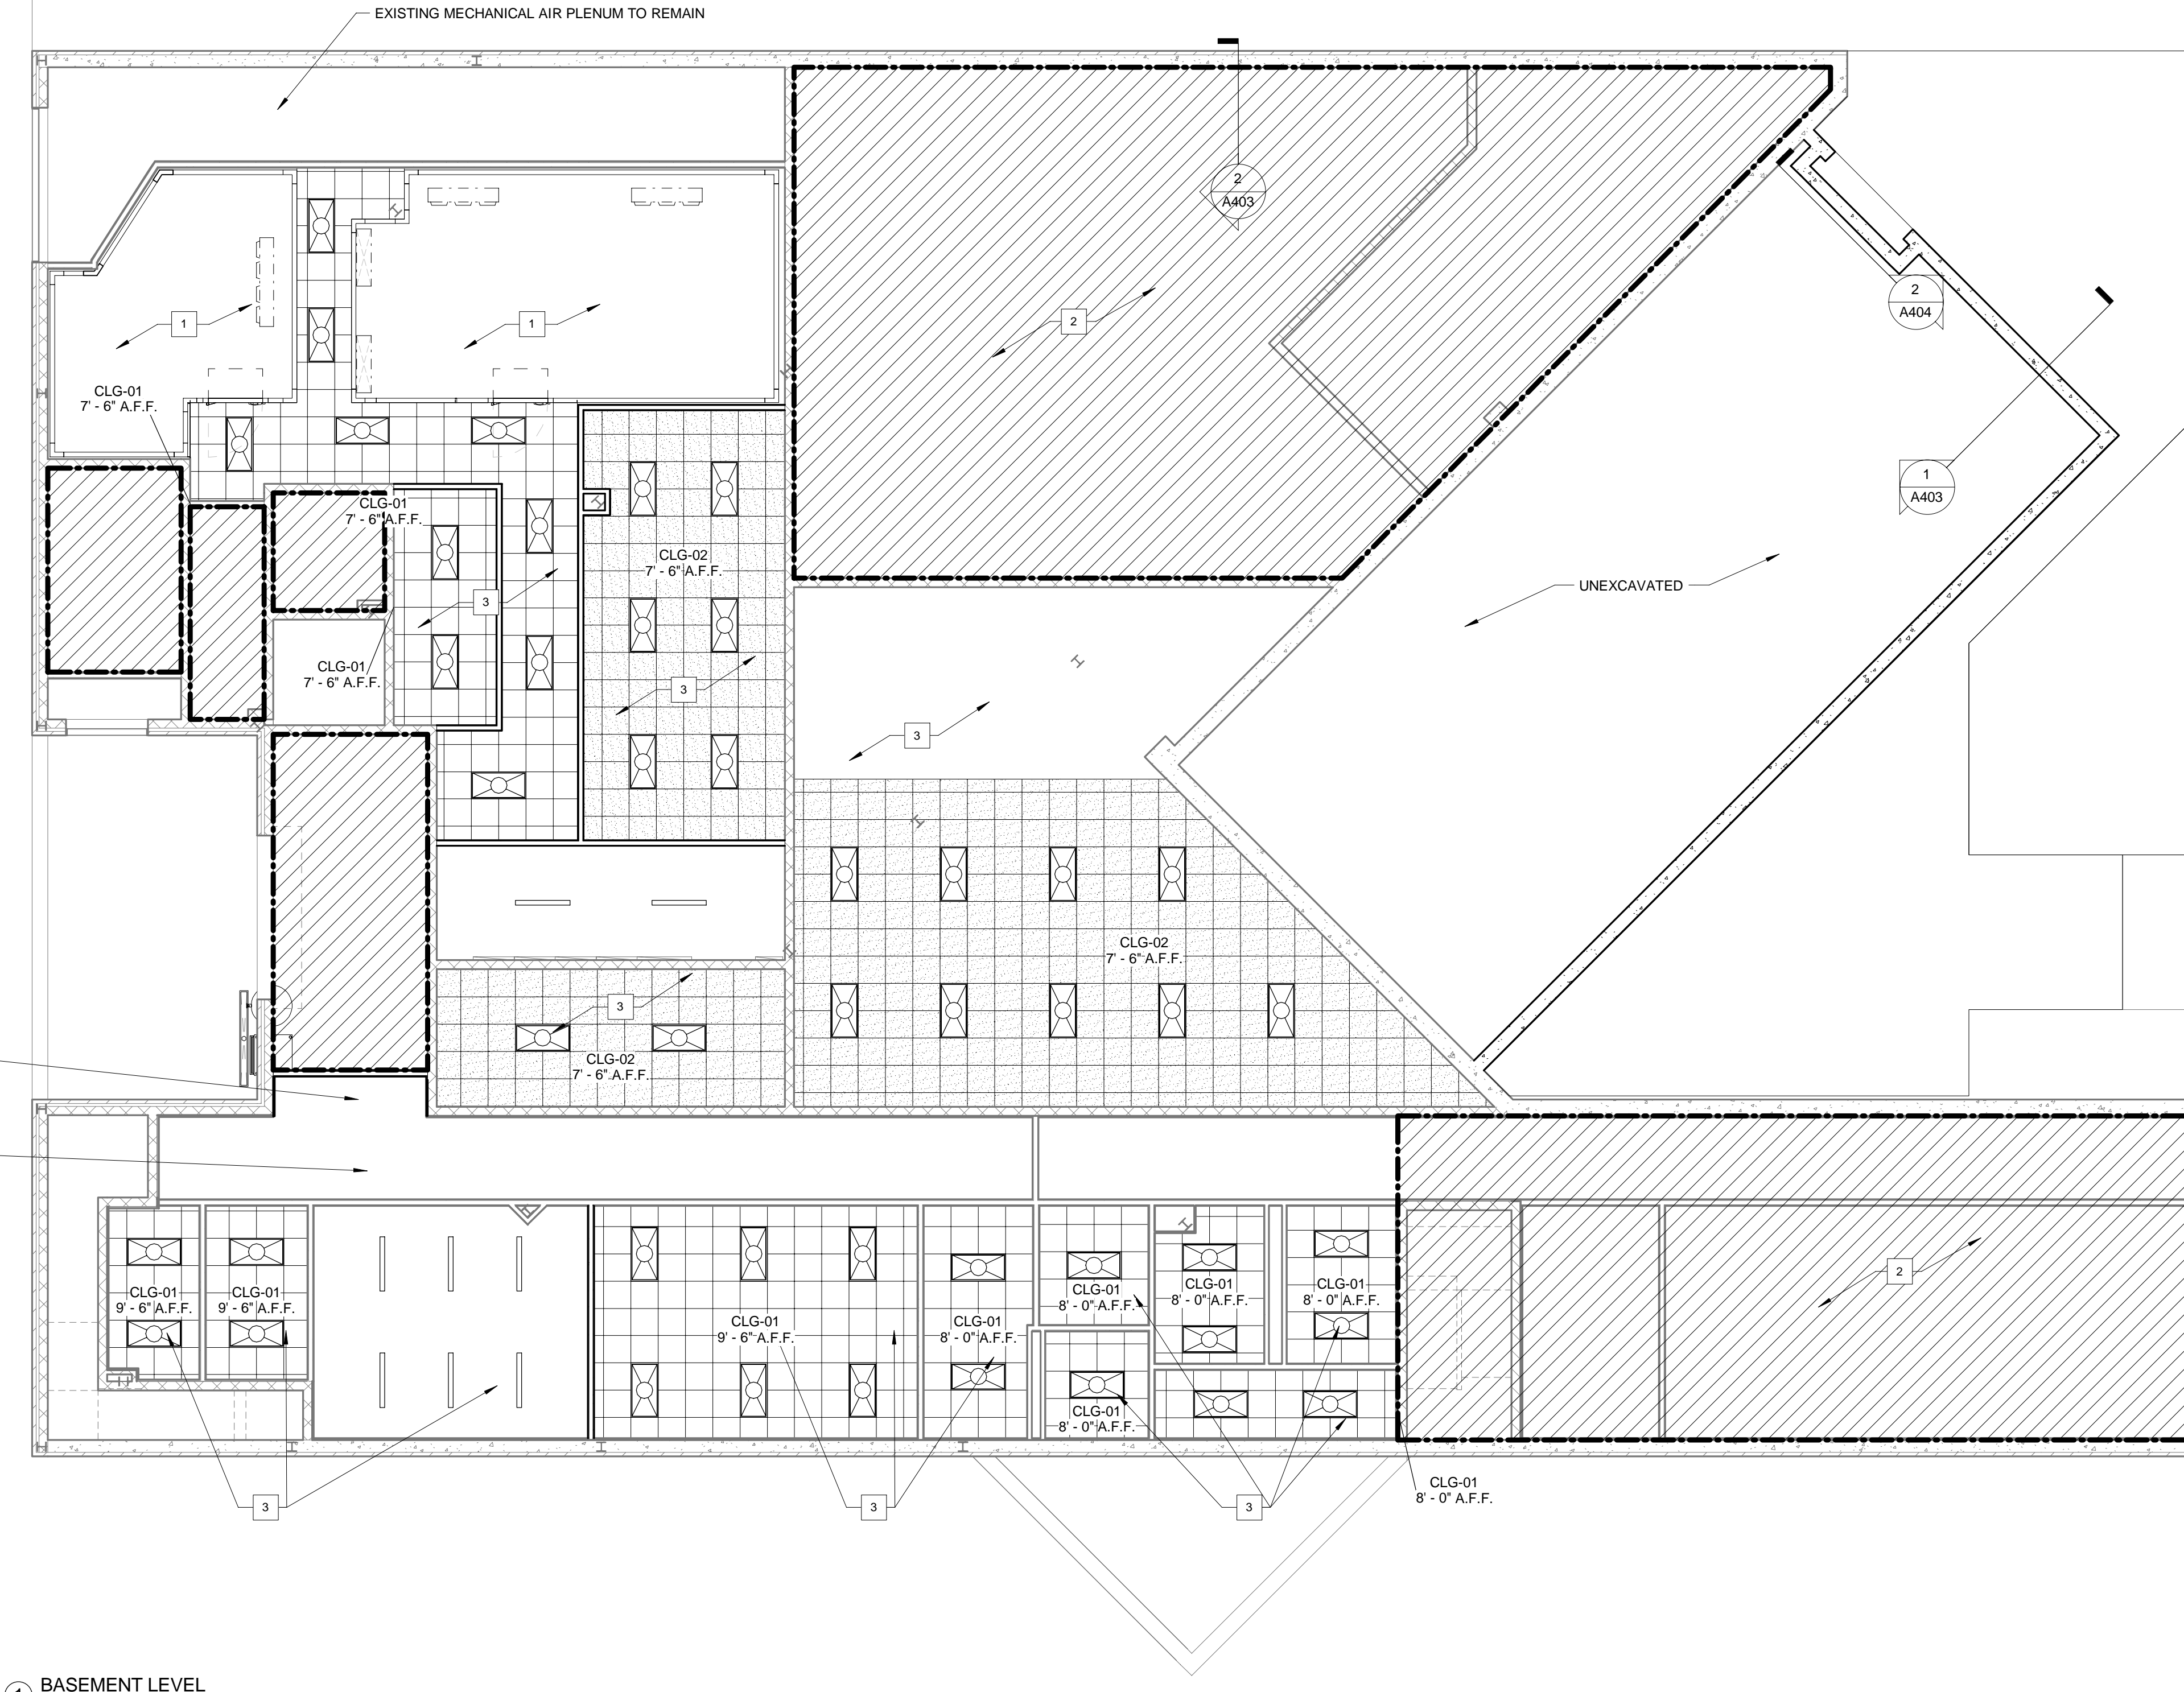 EXISTING MECHANICAL AIR PLENUM TO REMAIN
2
A403
2
A404
1
1
2
CLG-01
7' - 6" A.F.F.
1
A403
CLG-01
7' - 6" A.F.F.
CLG-02
7' - 6" A.F.F.
UNEXCAVATED
3
CLG-01
7' - 6" A.F.F.
3
3
CLG-02
7' - 6" A.F.F.
3
CLG-02
7' - 6" A.F.F.
2
CLG-01
9' - 6" A.F.F.
CLG-01
9' - 6" A.F.F.
CLG-01
9' - 6" A.F.F.
CLG-01
8' - 0" A.F.F.
CLG-01
8' - 0" A.F.F.
CLG-01
8' - 0" A.F.F.
CLG-01
8' - 0" A.F.F.
CLG-01
8' - 0" A.F.F.
CLG-01
8' - 0" A.F.F.
3
3
3
BASEMENT LEVEL